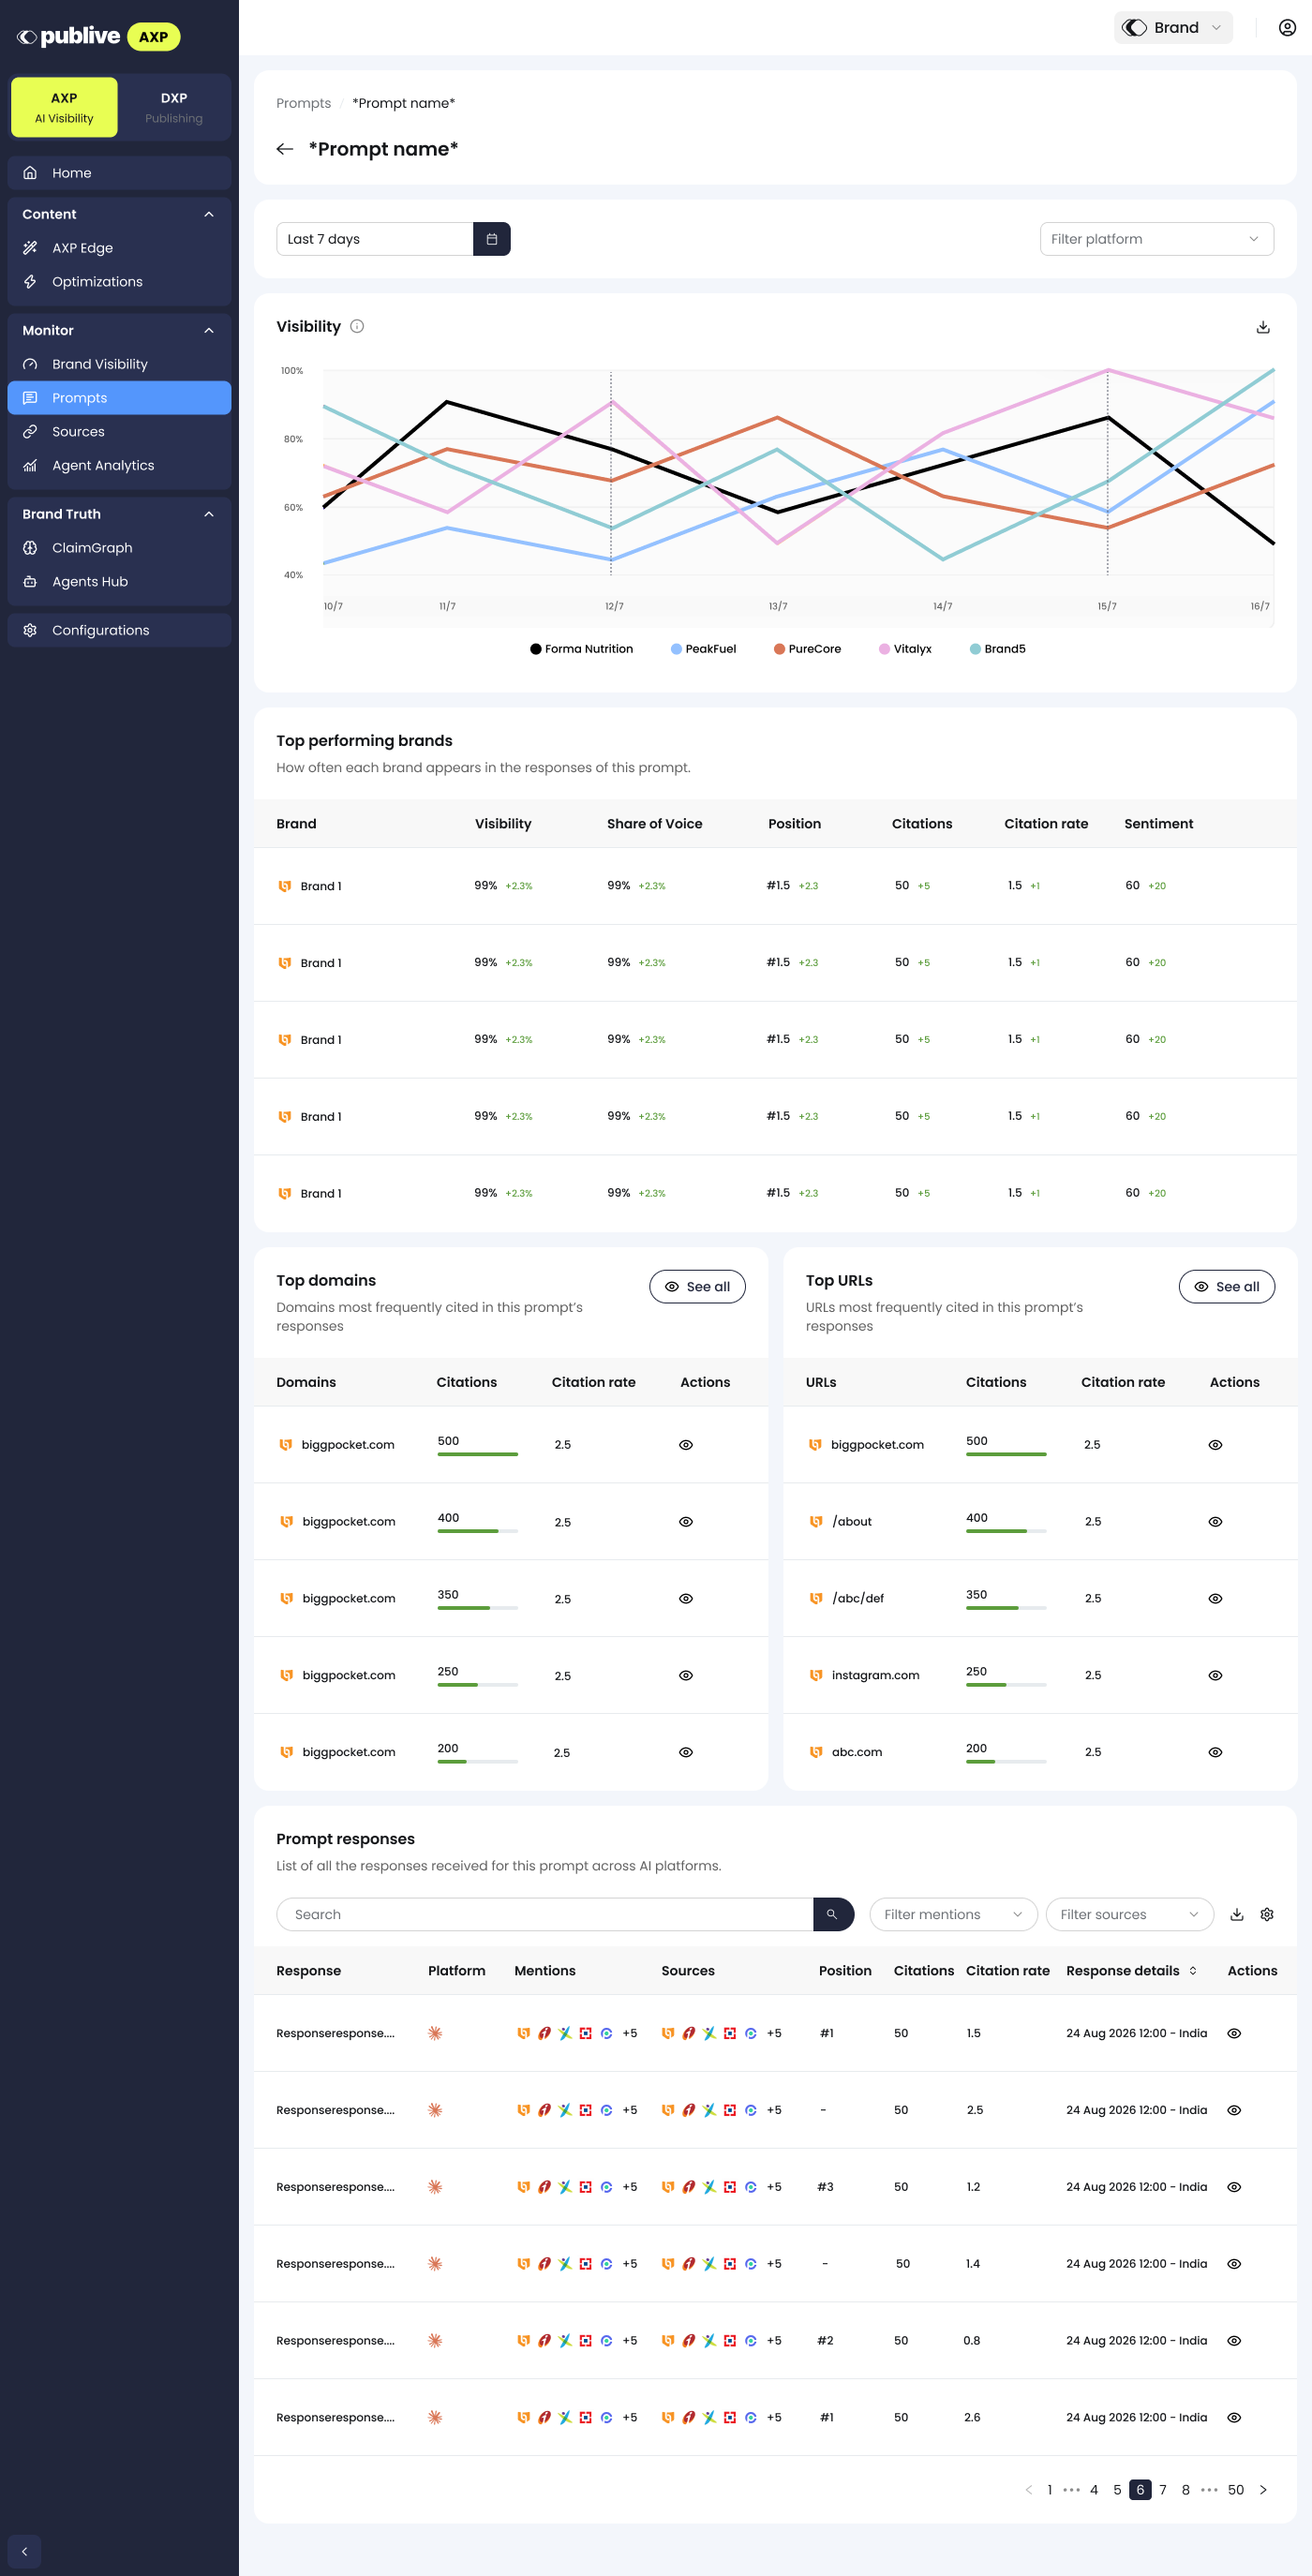 publive AXP
Brand
AXP
AI Visibility
DXP
Publishing
Home
Content
AXP Edge
Optimizations
Monitor
Brand Visibility
Prompts
Sources
Agent Analytics
Brand Truth
ClaimGraph
Agents Hub
Configurations
Prompts / *Prompt name*
*Prompt name*
Last 7 days
Filter platform
Visibility
100%
80%
60%
40%
10/7 11/7 12/7 13/7 14/7 15/7 16/7
Forma Nutrition PeakFuel PureCore Vitalyx Brand5
Top performing brands
How often each brand appears in the responses of this prompt.
Brand Visibility Share of Voice Position Citations Citation rate Sentiment
Brand 1 99% +2.3% 99% +2.3% #1.5 +2.3 50 +5 1.5 +1 60 +20
Brand 1 99% +2.3% 99% +2.3% #1.5 +2.3 50 +5 1.5 +1 60 +20
Brand 1 99% +2.3% 99% +2.3% #1.5 +2.3 50 +5 1.5 +1 60 +20
Brand 1 99% +2.3% 99% +2.3% #1.5 +2.3 50 +5 1.5 +1 60 +20
Brand 1 99% +2.3% 99% +2.3% #1.5 +2.3 50 +5 1.5 +1 60 +20
Top domains
See all
Domains most frequently cited in this prompt’s
responses
Domains Citations Citation rate Actions
biggpocket.com 500 2.5
biggpocket.com 400 2.5
biggpocket.com 350 2.5
biggpocket.com 250 2.5
biggpocket.com 200 2.5
Top URLs
See all
URLs most frequently cited in this prompt’s
responses
URLs Citations Citation rate Actions
biggpocket.com 500 2.5
/about 400 2.5
/abc/def 350 2.5
instagram.com 250 2.5
abc.com 200 2.5
Prompt responses
List of all the responses received for this prompt across AI platforms.
Search
Filter mentions
Filter sources
Response Platform Mentions Sources Position Citations Citation rate Response details Actions
Responseresponse.... +5 +5 #1 50 1.5 24 Aug 2026 12:00 - India
Responseresponse.... +5 +5 - 50 2.5 24 Aug 2026 12:00 - India
Responseresponse.... +5 +5 #3 50 1.2 24 Aug 2026 12:00 - India
Responseresponse.... +5 +5 - 50 1.4 24 Aug 2026 12:00 - India
Responseresponse.... +5 +5 #2 50 0.8 24 Aug 2026 12:00 - India
Responseresponse.... +5 +5 #1 50 2.6 24 Aug 2026 12:00 - India
< 1 ••• 4 5 6 7 8 ••• 50 >